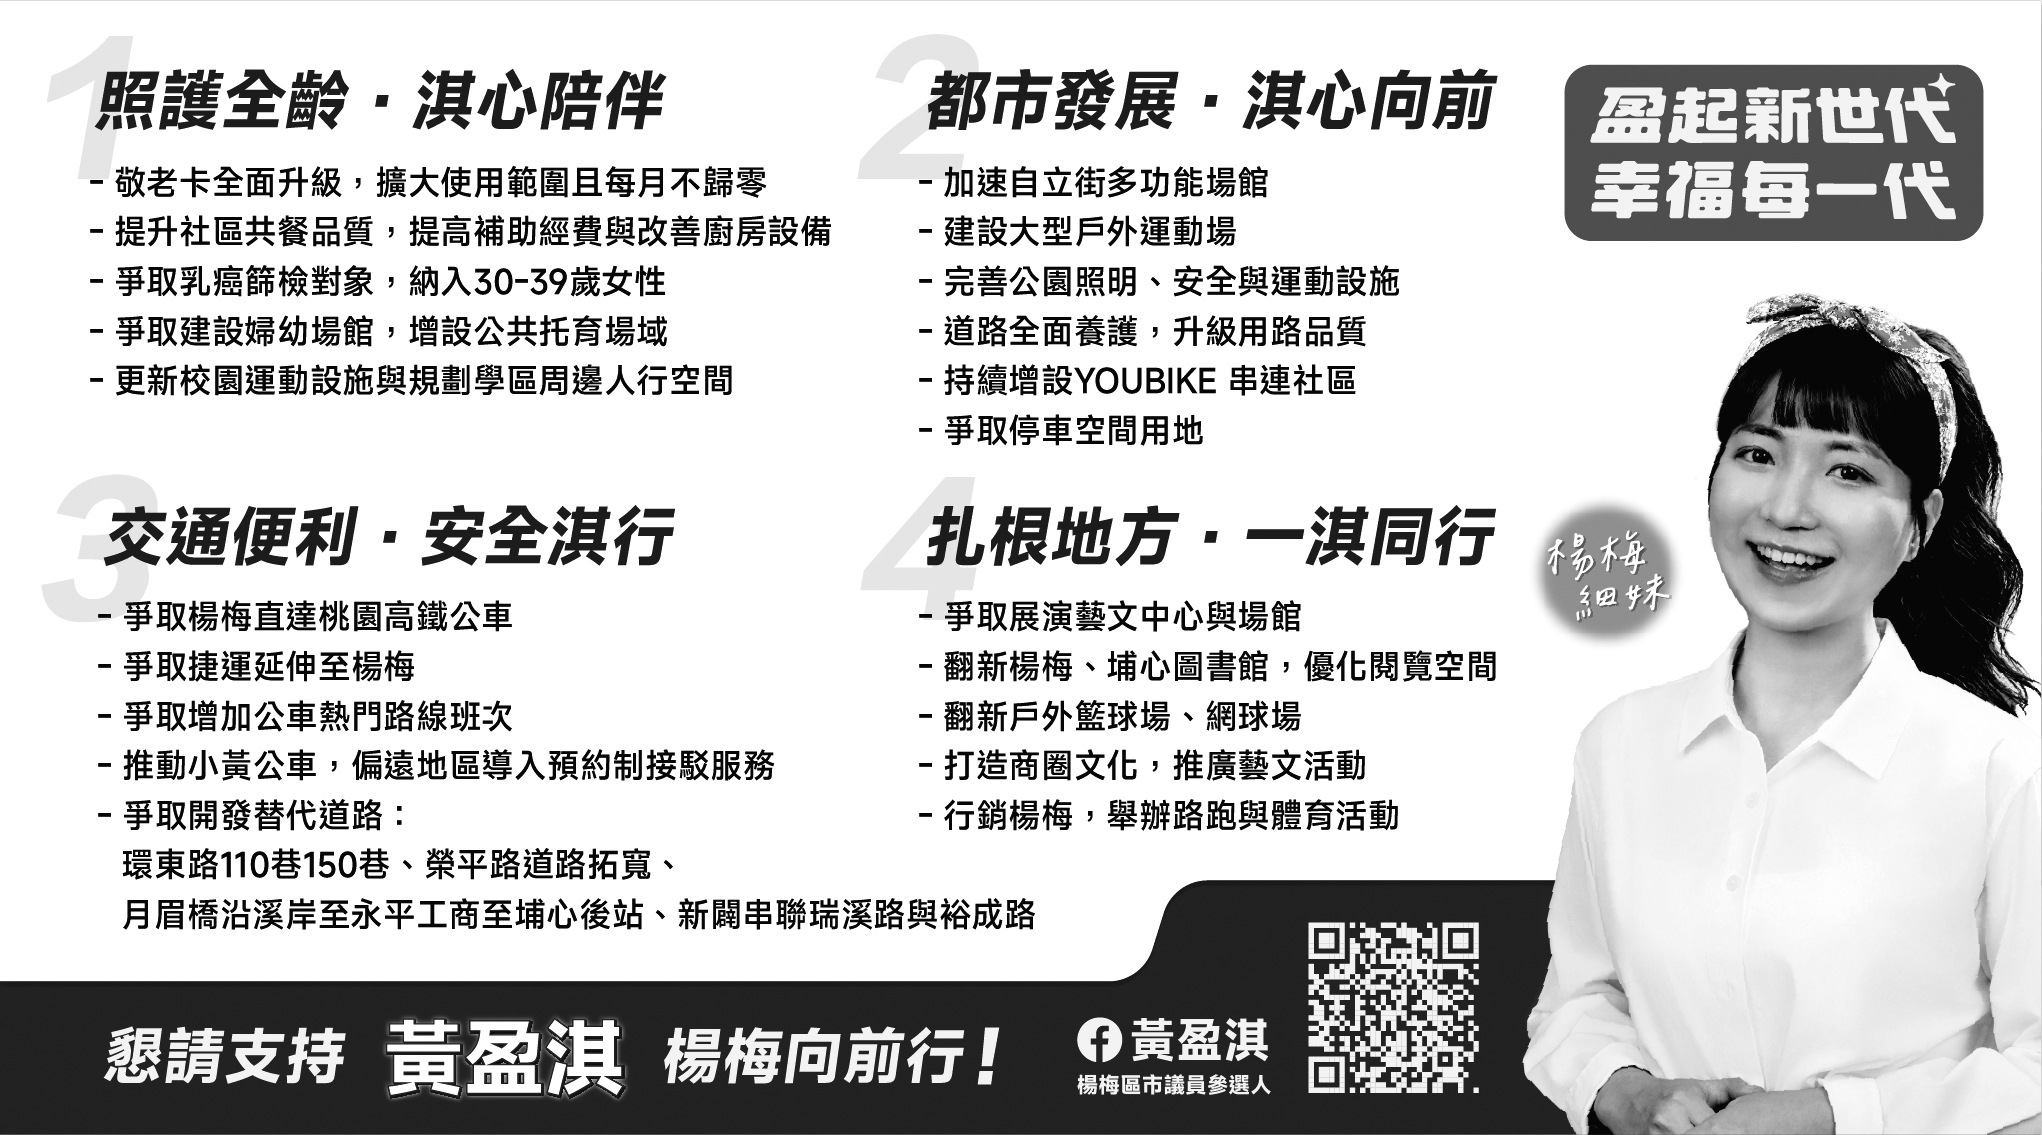 1
照護全齡・淇心陪伴
- 敬老卡全面升級，擴大使用範圍且每月不歸零
- 提升社區共餐品質，提高補助經費與改善廚房設備
- 爭取乳癌篩檢對象，納入30-39歲女性
- 爭取建設婦幼場館，增設公共托育場域
- 更新校園運動設施與規劃學區周邊人行空間
2
都市發展・淇心向前
- 加速自立街多功能場館
- 建設大型戶外運動場
- 完善公園照明、安全與運動設施
- 道路全面養護，升級用路品質
- 持續增設YOUBIKE 串連社區
- 爭取停車空間用地
盈起新世代
幸福每一代
3
交通便利・安全淇行
- 爭取楊梅直達桃園高鐵公車
- 爭取捷運延伸至楊梅
- 爭取增加公車熱門路線班次
- 推動小黃公車，偏遠地區導入預約制接駁服務
- 爭取開發替代道路：
環東路110巷150巷、榮平路道路拓寬、
月眉橋沿溪岸至永平工商至埔心後站、新闢串聯瑞溪路與裕成路
4
扎根地方・一淇同行
- 爭取展演藝文中心與場館
- 翻新楊梅、埔心圖書館，優化閱覽空間
- 翻新戶外籃球場、網球場
- 打造商圈文化，推廣藝文活動
- 行銷楊梅，舉辦路跑與體育活動
楊梅
細妹
懇請支持 黃盈淇 楊梅向前行！
黃盈淇
楊梅區市議員參選人